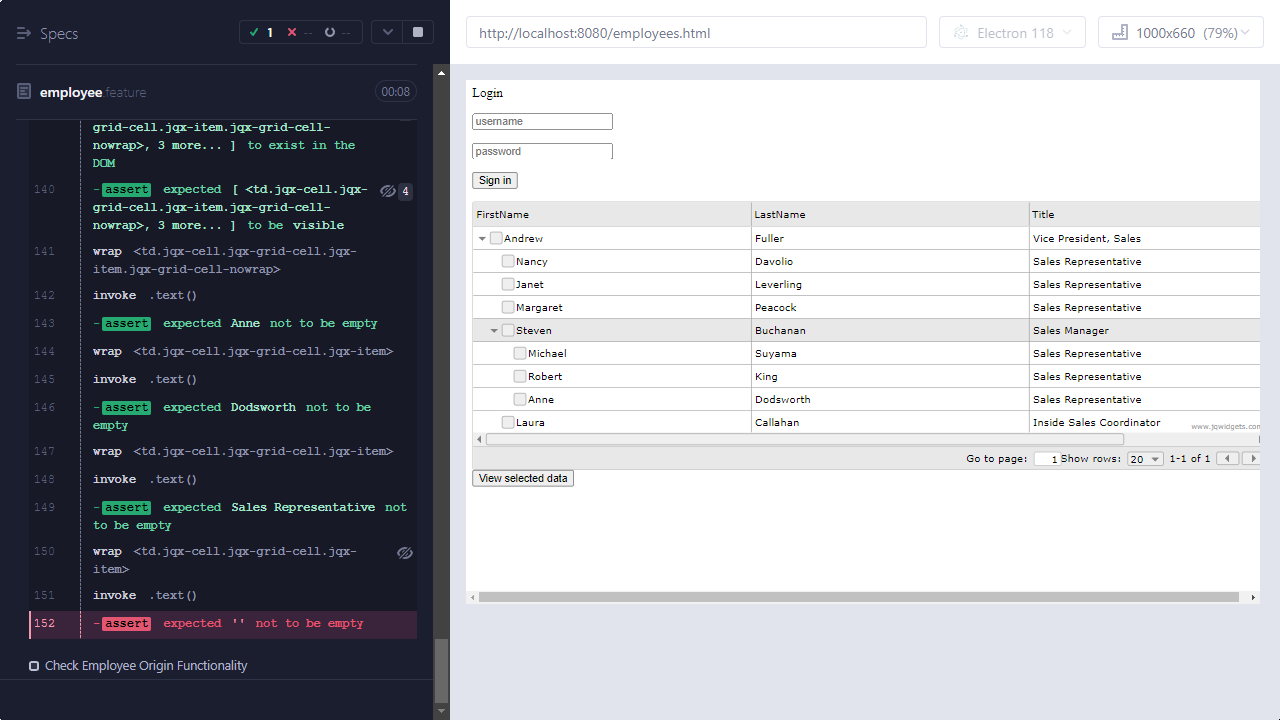 Specs
1
--
--
employee.feature
00:08
grid-cell.jqx-item.jqx-grid-cell-
nowrap>, 3 more... ] to exist in the
DOM
140 -assert expected [ <td.jqx-cell.jqx-
grid-cell.jqx-item.jqx-grid-cell-
nowrap>, 3 more... ] to be visible
4
141 wrap <td.jqx-cell.jqx-grid-cell.jqx-
item.jqx-grid-cell-nowrap>
142 invoke .text()
143 -assert expected Anne not to be empty
144 wrap <td.jqx-cell.jqx-grid-cell.jqx-item>
145 invoke .text()
146 -assert expected Dodsworth not to be
empty
147 wrap <td.jqx-cell.jqx-grid-cell.jqx-item>
148 invoke .text()
149 -assert expected Sales Representative not
to be empty
150 wrap <td.jqx-cell.jqx-grid-cell.jqx-
item>
151 invoke .text()
152 -assert expected '' not to be empty
Check Employee Origin Functionality
http://localhost:8080/employees.html
Electron 118
1000x660 (79%)
Login
username
password
Sign in
FirstName LastName Title
Andrew Fuller Vice President, Sales
Nancy Davolio Sales Representative
Janet Leverling Sales Representative
Margaret Peacock Sales Representative
Steven Buchanan Sales Manager
Michael Suyama Sales Representative
Robert King Sales Representative
Anne Dodsworth Sales Representative
Laura Callahan Inside Sales Coordinator
www.jqwidgets.com
Go to page: 1 Show rows: 20 1-1 of 1
View selected data